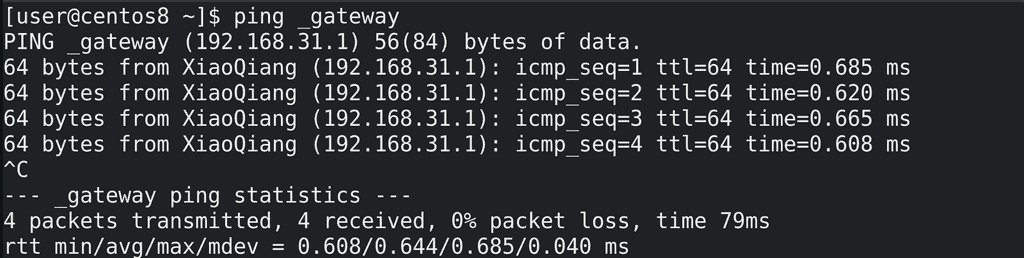 [user@centos8 ~]$ ping _gateway
PING _gateway (192.168.31.1) 56(84) bytes of data.
64 bytes from XiaoQiang (192.168.31.1): icmp_seq=1 ttl=64 time=0.685 ms
64 bytes from XiaoQiang (192.168.31.1): icmp_seq=2 ttl=64 time=0.620 ms
64 bytes from XiaoQiang (192.168.31.1): icmp_seq=3 ttl=64 time=0.665 ms
64 bytes from XiaoQiang (192.168.31.1): icmp_seq=4 ttl=64 time=0.608 ms
^C
--- _gateway ping statistics ---
4 packets transmitted, 4 received, 0% packet loss, time 79ms
rtt min/avg/max/mdev = 0.608/0.644/0.685/0.040 ms